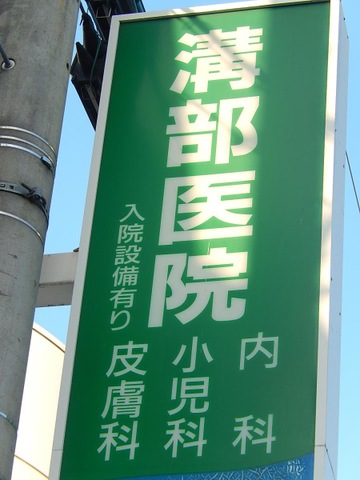 溝部医院
入院設備有り
内科
小児科
皮膚科